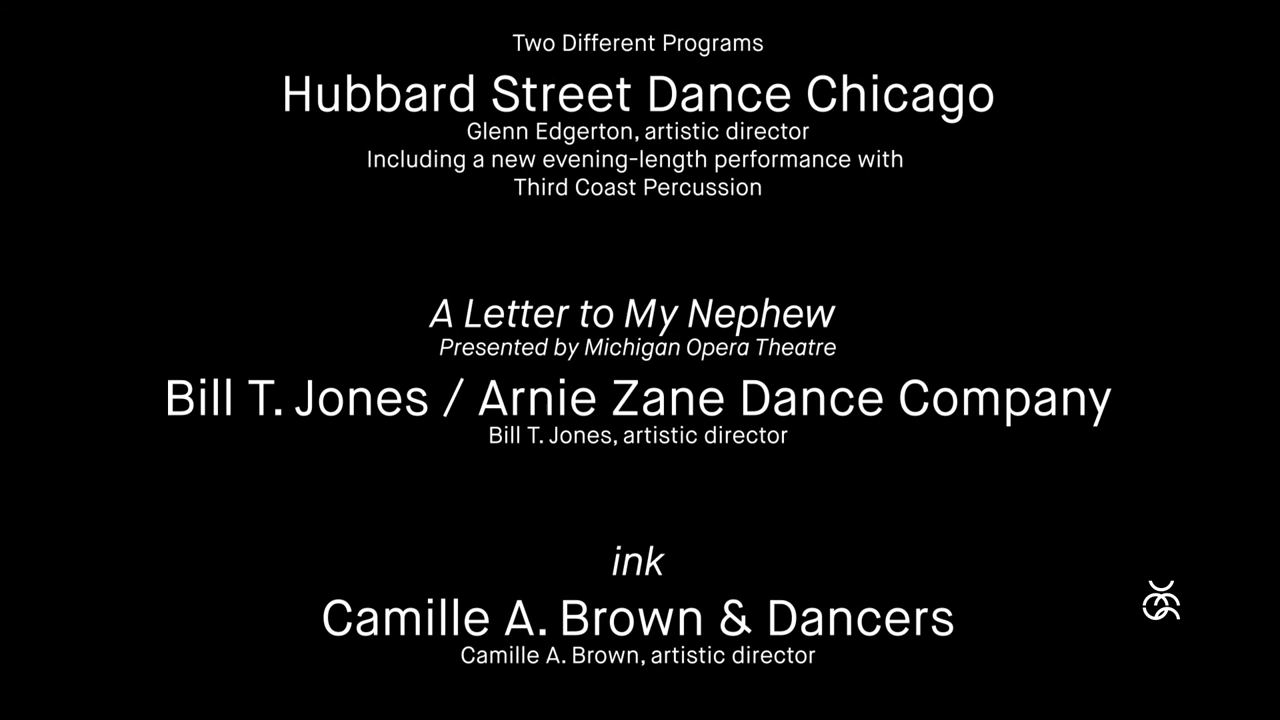 Two Different Programs
Hubbard Street Dance Chicago
Glenn Edgerton, artistic director
Including a new evening-length performance with
Third Coast Percussion
A Letter to My Nephew
Presented by Michigan Opera Theatre
Bill T. Jones / Arnie Zane Dance Company
Bill T. Jones, artistic director
ink
Camille A. Brown & Dancers
Camille A. Brown, artistic director